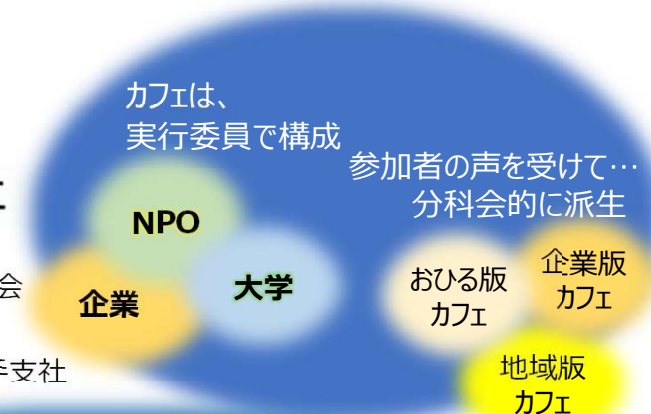 カフェは、
実行委員で構成
参加者の声を受けて…
分科会的に派生
NPO
企業
大学
おひる版
カフェ
企業版
カフェ
地域版
カフェ
会
支社